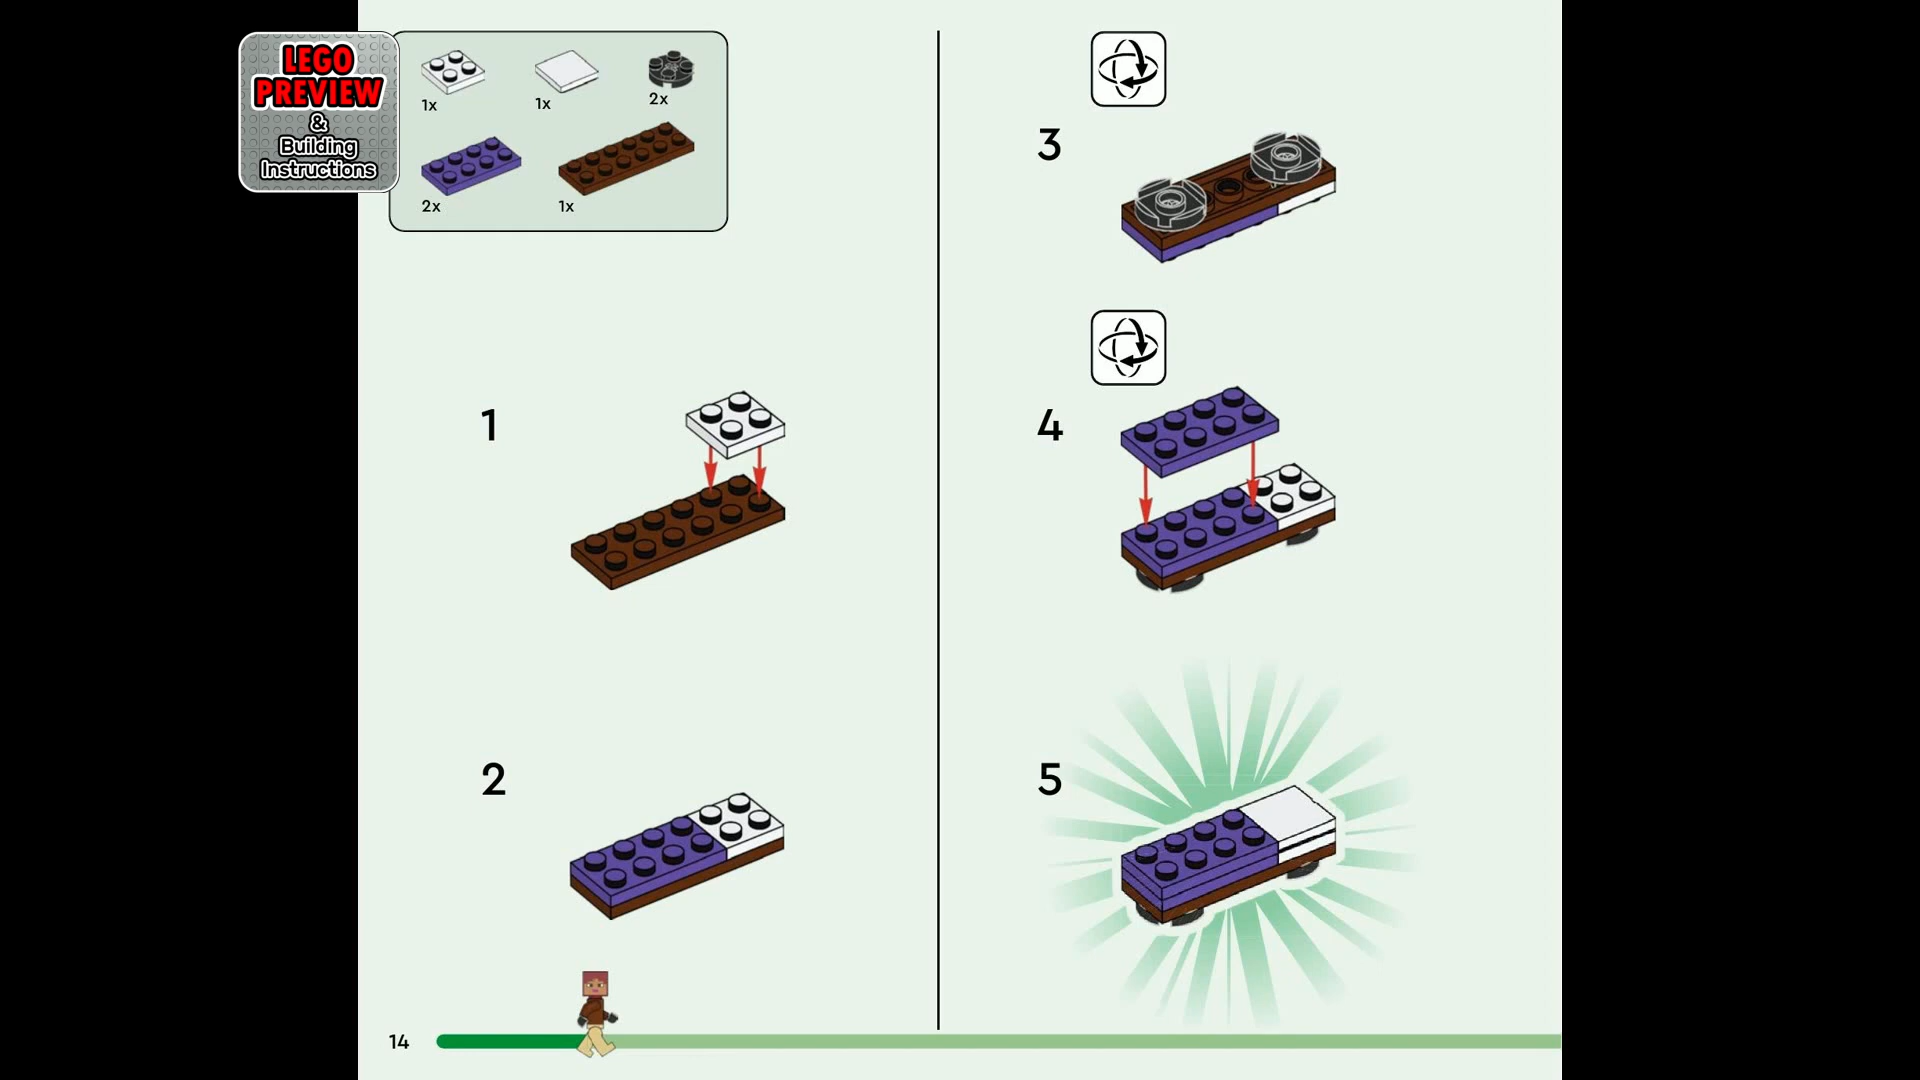 LEGO
PREVIEW
&
Building
Instructions
1x
1x
2x
2x
1x
1
2
3
4
5
14